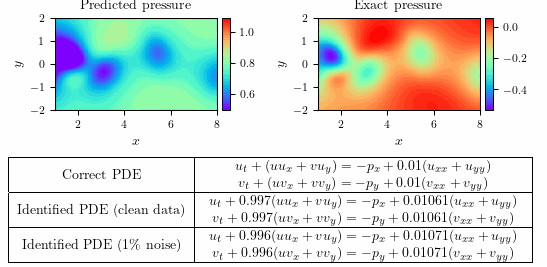 Predicted pressure
Exact pressure
2
1
0
−1
−2
y
2
4
6
8
x
1.0
0.8
0.6
2
1
0
−1
−2
y
2
4
6
8
x
0.0
−0.2
−0.4
Correct PDE
u_t + (uu_x + vu_y) = −p_x + 0.01(u_xx + u_yy)
v_t + (uv_x + vv_y) = −p_y + 0.01(v_xx + v_yy)
Identified PDE (clean data)
u_t + 0.997(uu_x + vu_y) = −p_x + 0.01061(u_xx + u_yy)
v_t + 0.997(uv_x + vv_y) = −p_y + 0.01061(v_xx + v_yy)
Identified PDE (1% noise)
u_t + 0.996(uu_x + vu_y) = −p_x + 0.01071(u_xx + u_yy)
v_t + 0.996(uv_x + vv_y) = −p_y + 0.01071(v_xx + v_yy)